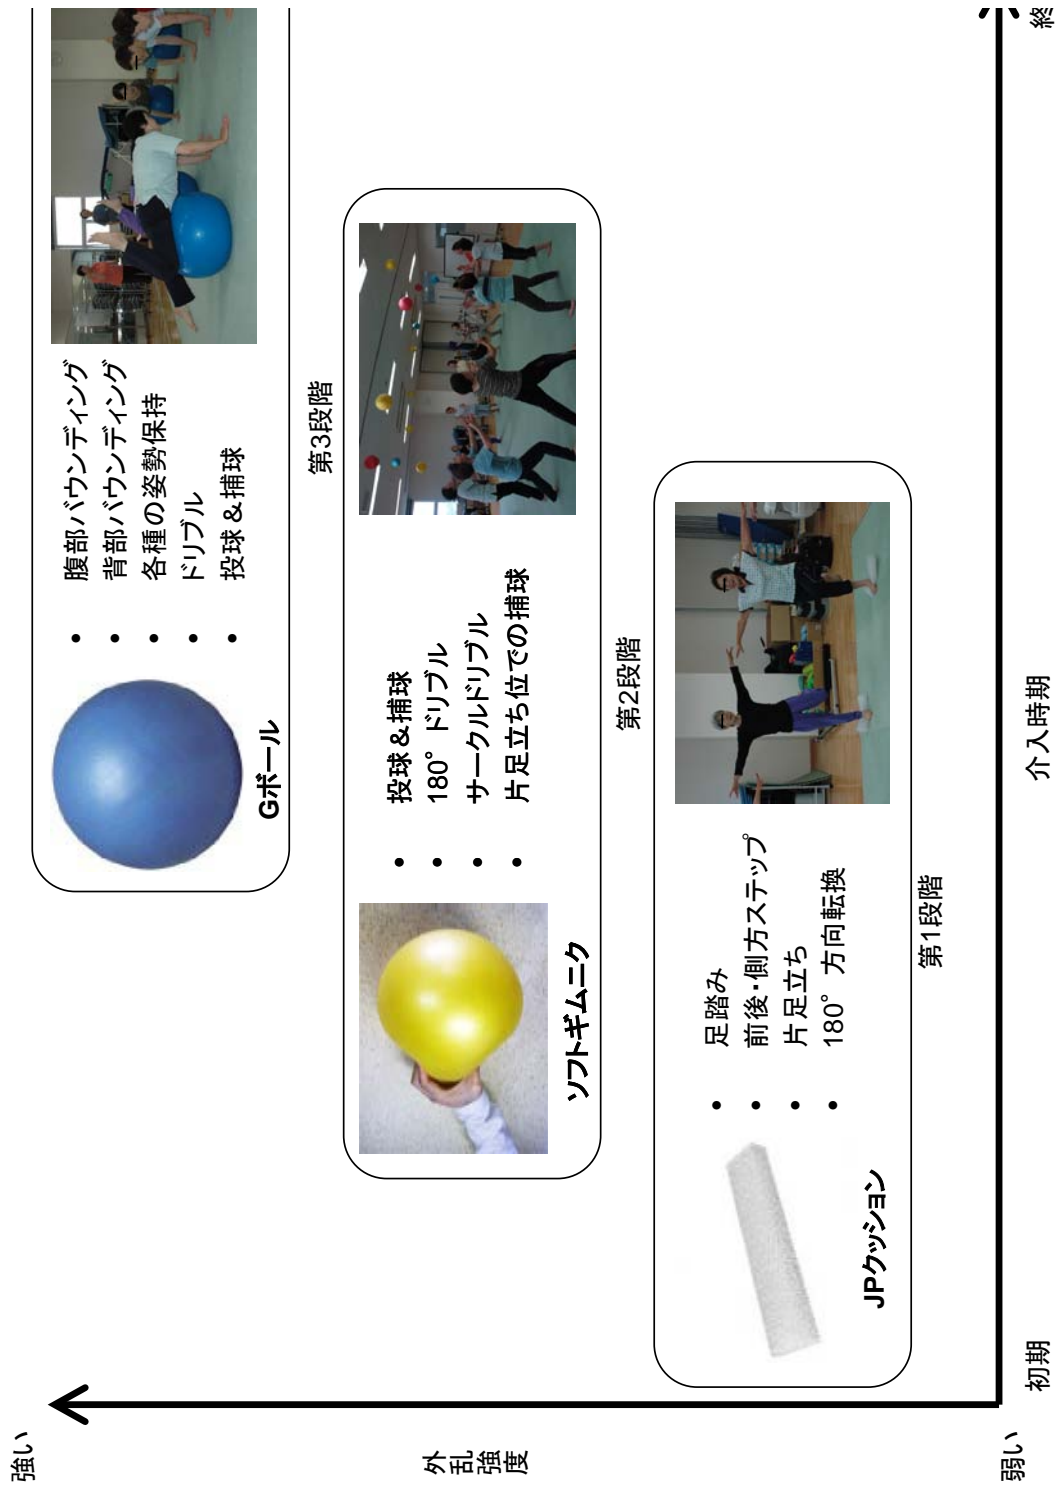 強い
外乱強度
弱い
Gボール
・腹部バウンディング
・背部バウンディング
・各種の姿勢保持
・ドリブル
・投球&捕球
第3段階
ソフトギムニク
・投球&捕球
・180°ドリブル
・サークルドリブル
・片足立ち位での捕球
第2段階
JPクッション
・足踏み
・前後・側方ステップ
・片足立ち
・180°方向転換
第1段階
初期
介入時期
終